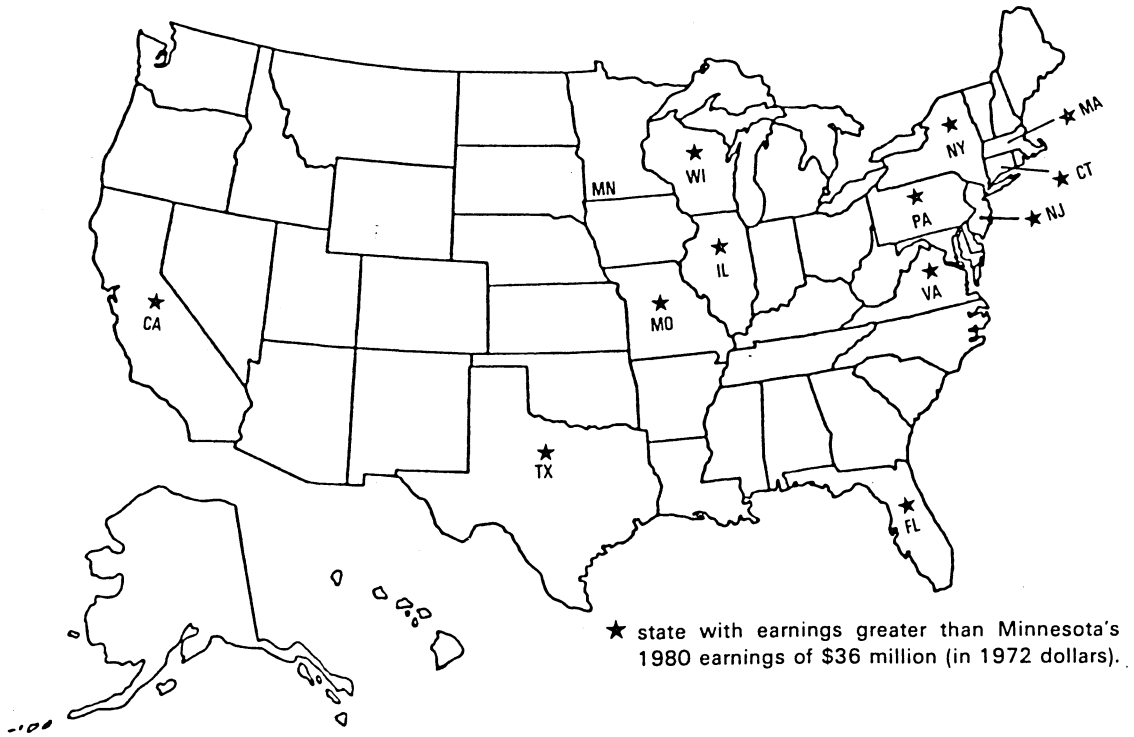 MA
NY
WI
CT
MN
PA
NJ
IL
VA
CA
MO
TX
FL
★ state with earnings greater than Minnesota's
1980 earnings of $36 million (in 1972 dollars).